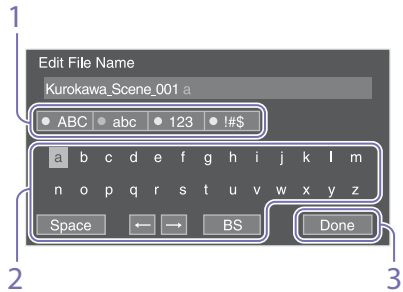 1
Edit File Name
Kurokawa_Scene_001 a
ABC abc 123 !#$
a b c d e f g h i j k l m
n o p q r s t u v w x y z
Space ← → BS Done
2 3